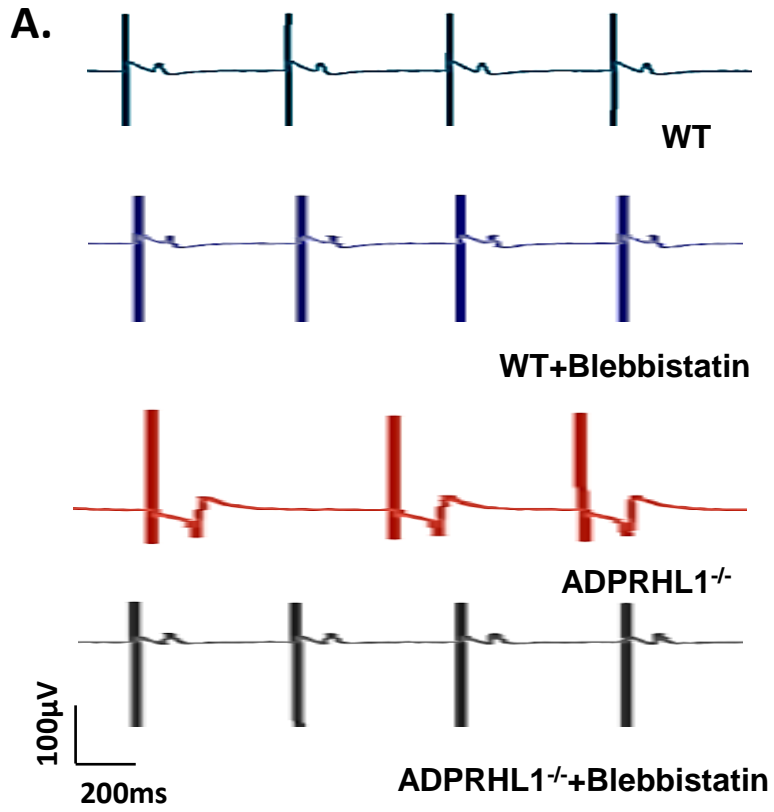 A.
WT
WT+Blebbistatin
ADPRHL1-/-
100µV
200ms
ADPRHL1-/-+Blebbistatin